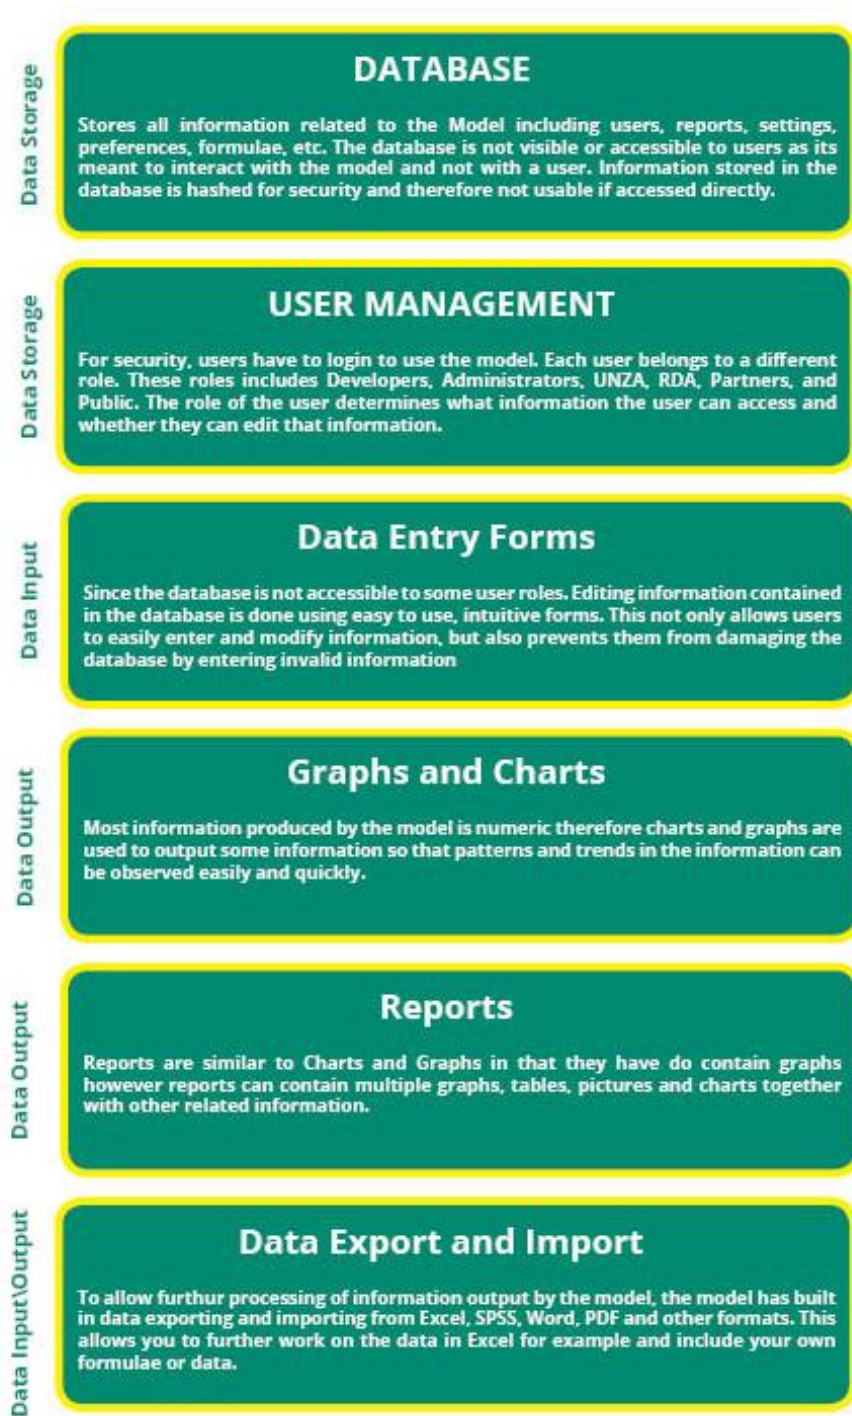 Data Storage
DATABASE
Stores all information related to the Model including users, reports, settings,
preferences, formulae, etc. The database is not visible or accessible to users as its
meant to interact with the model and not with a user. Information stored in the
database is hashed for security and therefore not usable if accessed directly.
Data Storage
USER MANAGEMENT
For security, users have to login to use the model. Each user belongs to a different
role. These roles includes Developers, Administrators, UNZA, RDA, Partners, and
Public. The role of the user determines what information the user can access and
whether they can edit that information.
Data Input
Data Entry Forms
Since the database is not accessible to some user roles. Editing information contained
in the database is done using easy to use, intuitive forms. This not only allows users
to easily enter and modify information, but also prevents them from damaging the
database by entering invalid information
Data Output
Graphs and Charts
Most information produced by the model is numeric therefore charts and graphs are
used to output some information so that patterns and trends in the information can
be observed easily and quickly.
Data Output
Reports
Reports are similar to Charts and Graphs in that they have do contain graphs
however reports can contain multiple graphs, tables, pictures and charts together
with other related information.
Data Input\Output
Data Export and Import
To allow furthur processing of information output by the model, the model has built
in data exporting and importing from Excel, SPSS, Word, PDF and other formats. This
allows you to further work on the data in Excel for example and include your own
formulae or data.